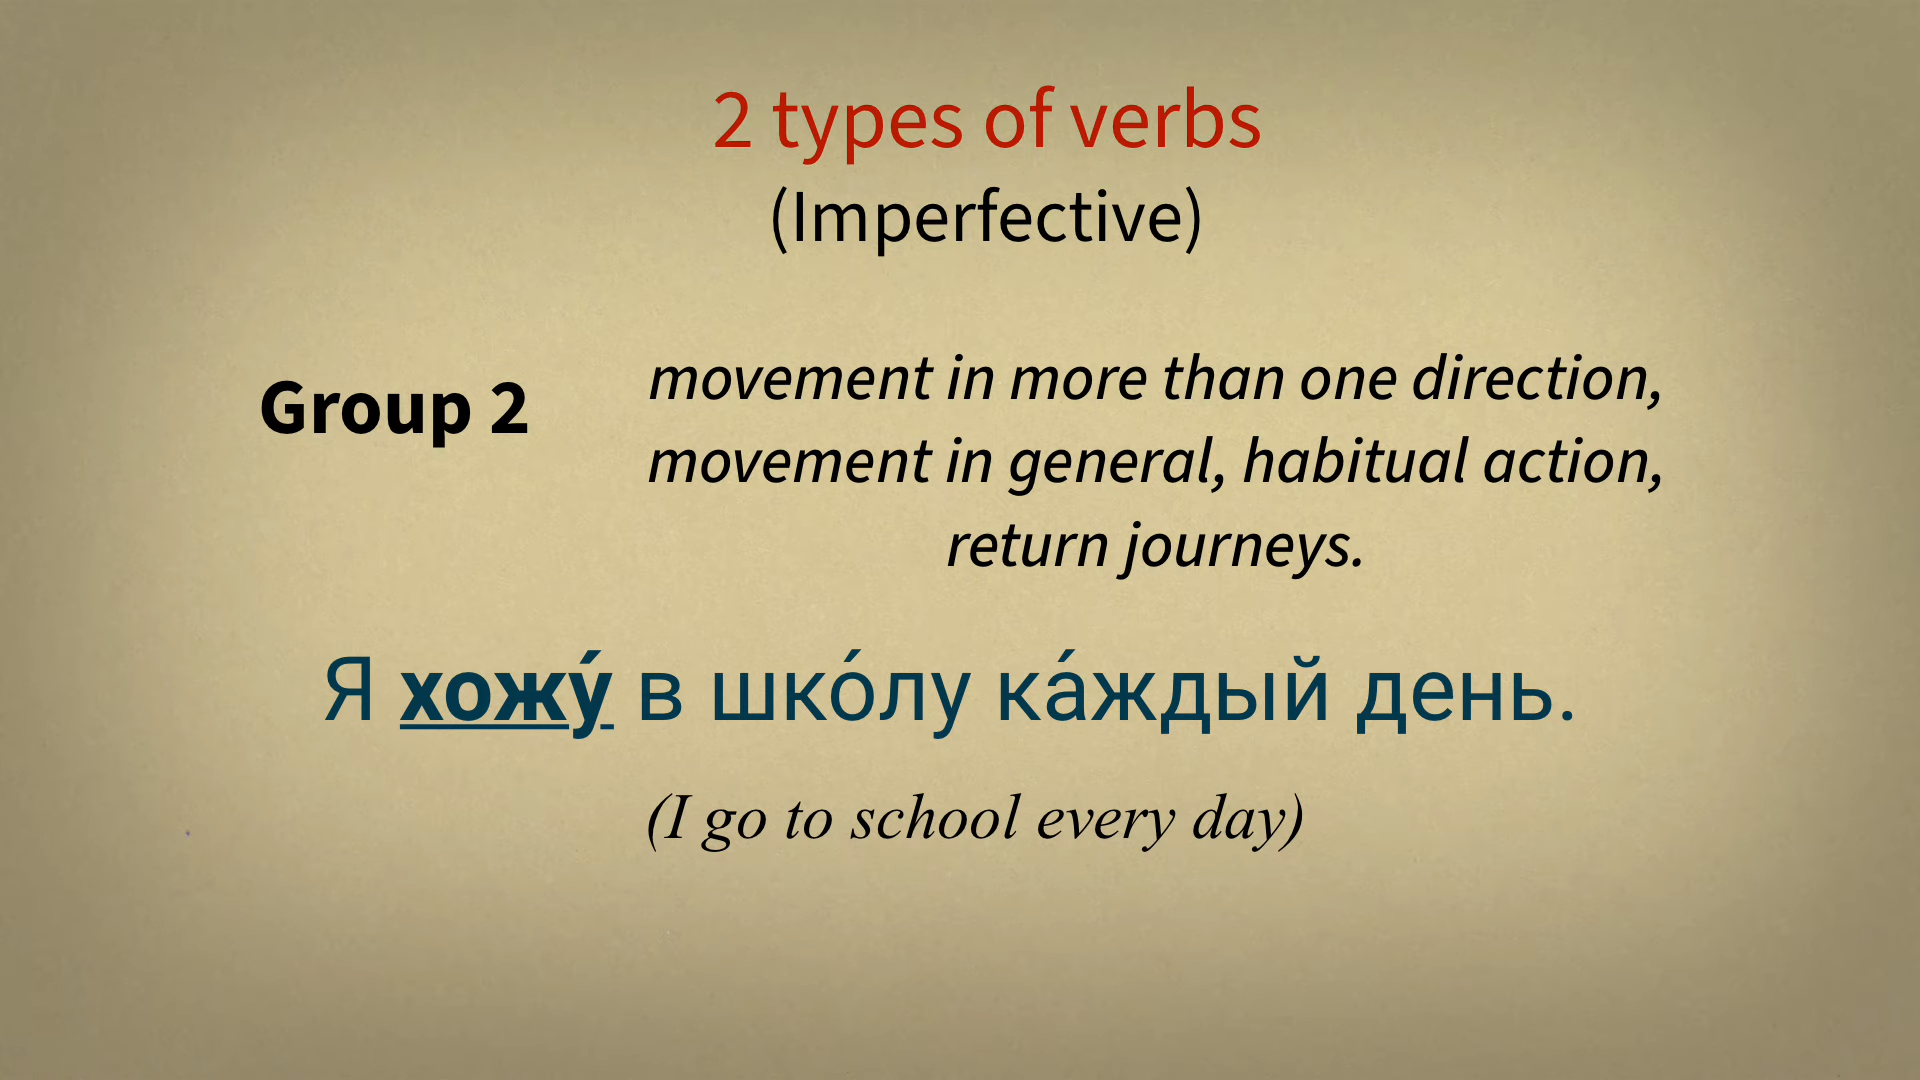 2 types of verbs
(Imperfective)
Group 2
movement in more than one direction,
movement in general, habitual action,
return journeys.
Я хожу́ в шко́лу ка́ждый день.
(I go to school every day)